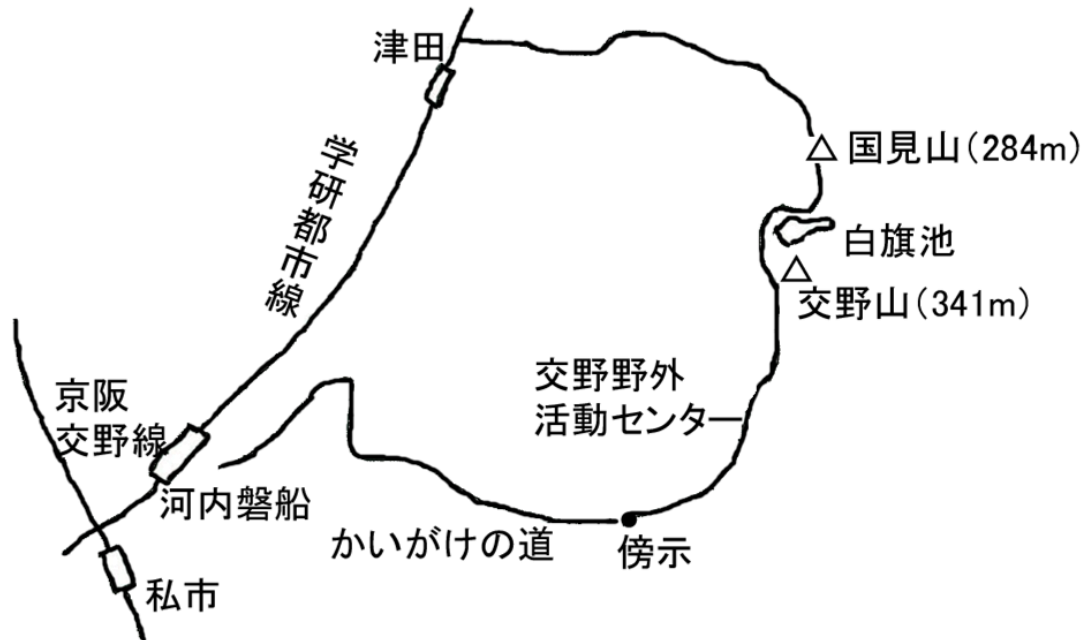 津田
国見山(284m)
学研都市線
白旗池
交野山(341m)
交野野外
活動センター
京阪
交野線
河内磐船
かいがけの道
傍示
私市